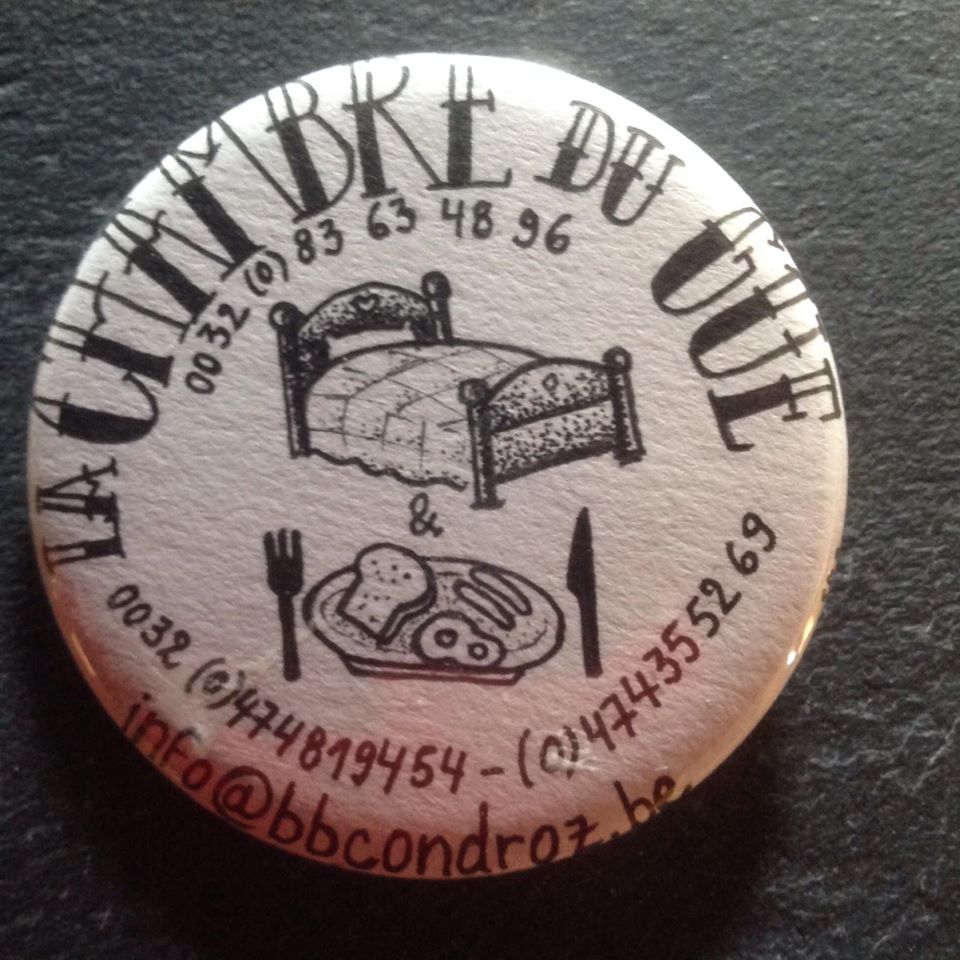 LA CHAMBRE DU GUÉ
0032 (0) 83 63 48 96
&
0032 (0)474819454 - (0)474355269
info@bbcondroz.be